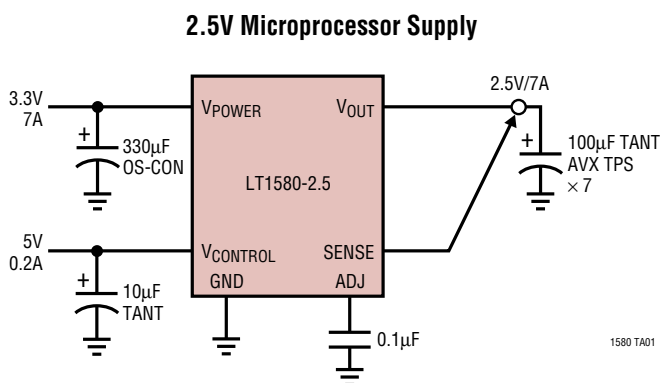 2.5V Microprocessor Supply
2.5V/7A
3.3V
7A
VPOWER
VOUT
+
330µF
OS-CON
+
100µF TANT
AVX TPS
× 7
LT1580-2.5
5V
0.2A
VCONTROL
SENSE
GND
ADJ
+
10µF
TANT
0.1µF
1580 TA01